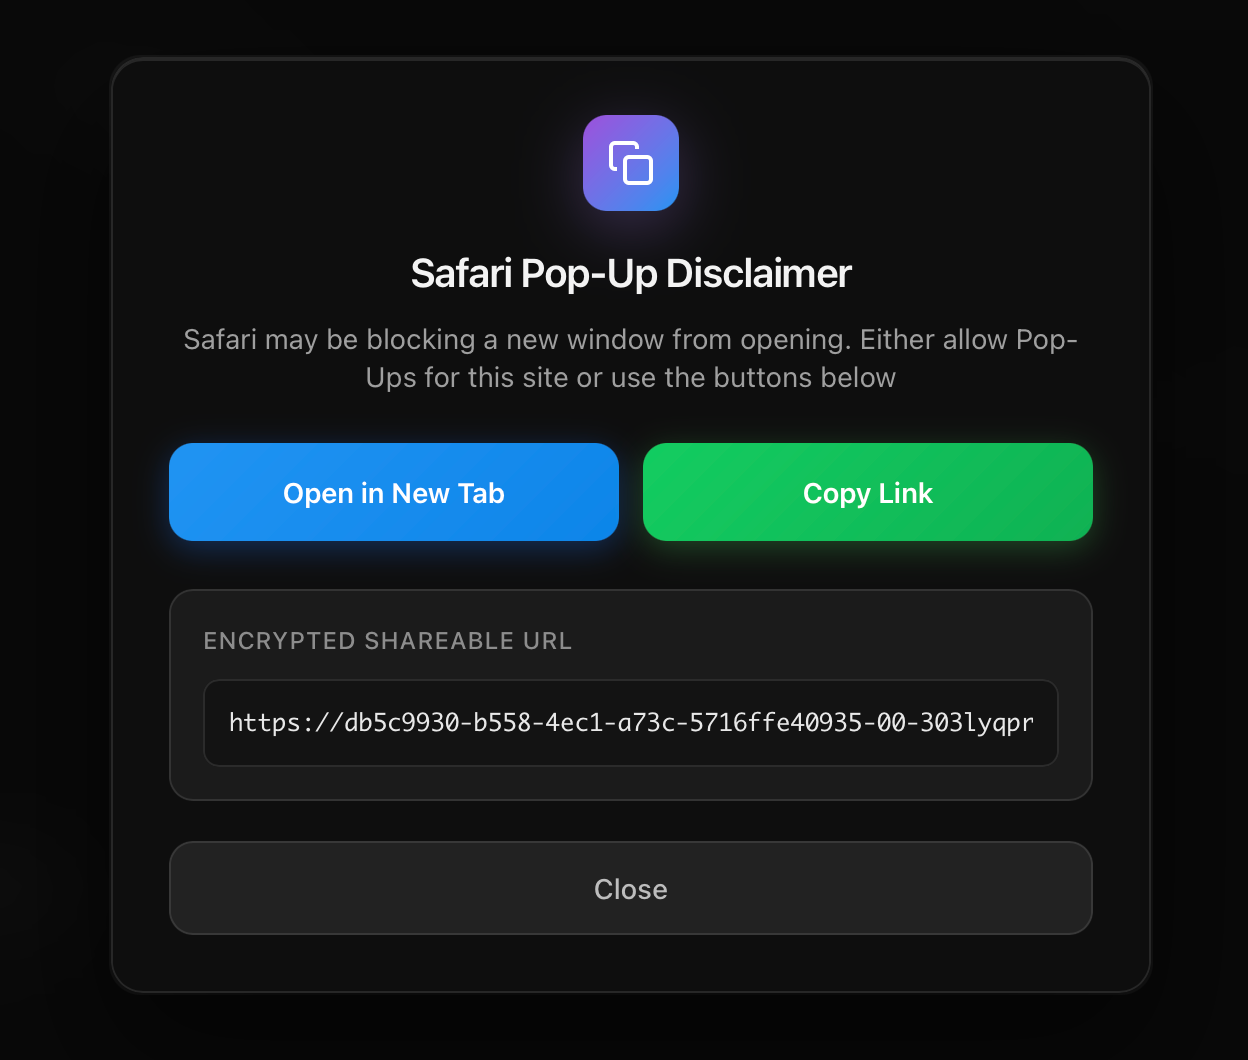 Safari Pop-Up Disclaimer
Safari may be blocking a new window from opening. Either allow Pop-
Ups for this site or use the buttons below
Open in New Tab
Copy Link
ENCRYPTED SHAREABLE URL
https://db5c9930-b558-4ec1-a73c-5716ffe40935-00-303lyqpr
Close